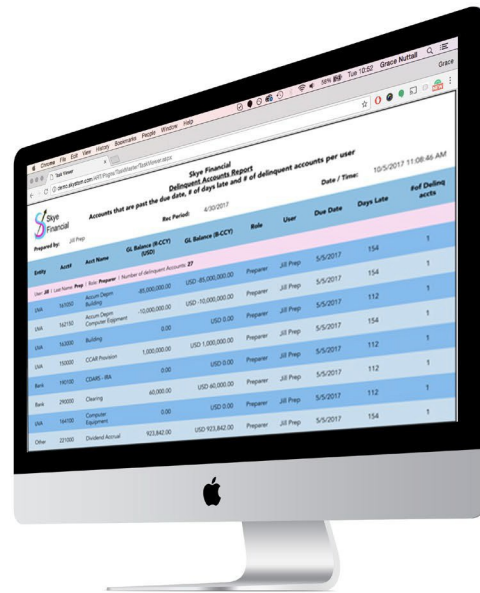 Chrome File Edit View History Bookmarks People Window Help 58% Tue 10:52 Grace Nuttall
Task Viewer Grace
Skye Financial
Skye Financial
Delinquent Accounts Report
Accounts that are past the due date, # of days late and # of delinquent accounts per user
Prepared by: Jill Prep Rec Period: 4/30/2017 Date / Time: 10/5/2017 11:08:46 AM
Entity Acct# Acct Name GL Balance (R-CCY) (USD) GL Balance (B-CCY) Role User Due Date Days Late #of Delinq accts
User: Jill | Last Name: Prep | Role: Preparer | Number of delinquent Accounts: 27
161050 Accum Deprn Building -85,000,000.00 USD -85,000,000.00 Preparer Jill Prep 5/5/2017 154 1
162150 Accum Deprn Computer Equipment -10,000,000.00 USD -10,000,000.00 Preparer Jill Prep 5/5/2017 154 1
163000 Building 0.00 USD 0.00 Preparer Jill Prep 5/5/2017 112 1
150000 CCAR Provision 1,000,000.00 USD 1,000,000.00 Preparer Jill Prep 5/5/2017 154 1
Bank 190100 CDARS - IRA 0.00 USD 0.00 Preparer Jill Prep 5/5/2017 112 1
Bank 290000 Clearing 60,000.00 USD 60,000.00 Preparer Jill Prep 5/5/2017 154 1
164100 Computer Equipment 0.00 USD 0.00 Preparer Jill Prep 5/5/2017 112 1
Other 231000 Dividend Accrual 923,842.00 USD 923,842.00 Preparer Jill Prep 5/5/2017 154 1